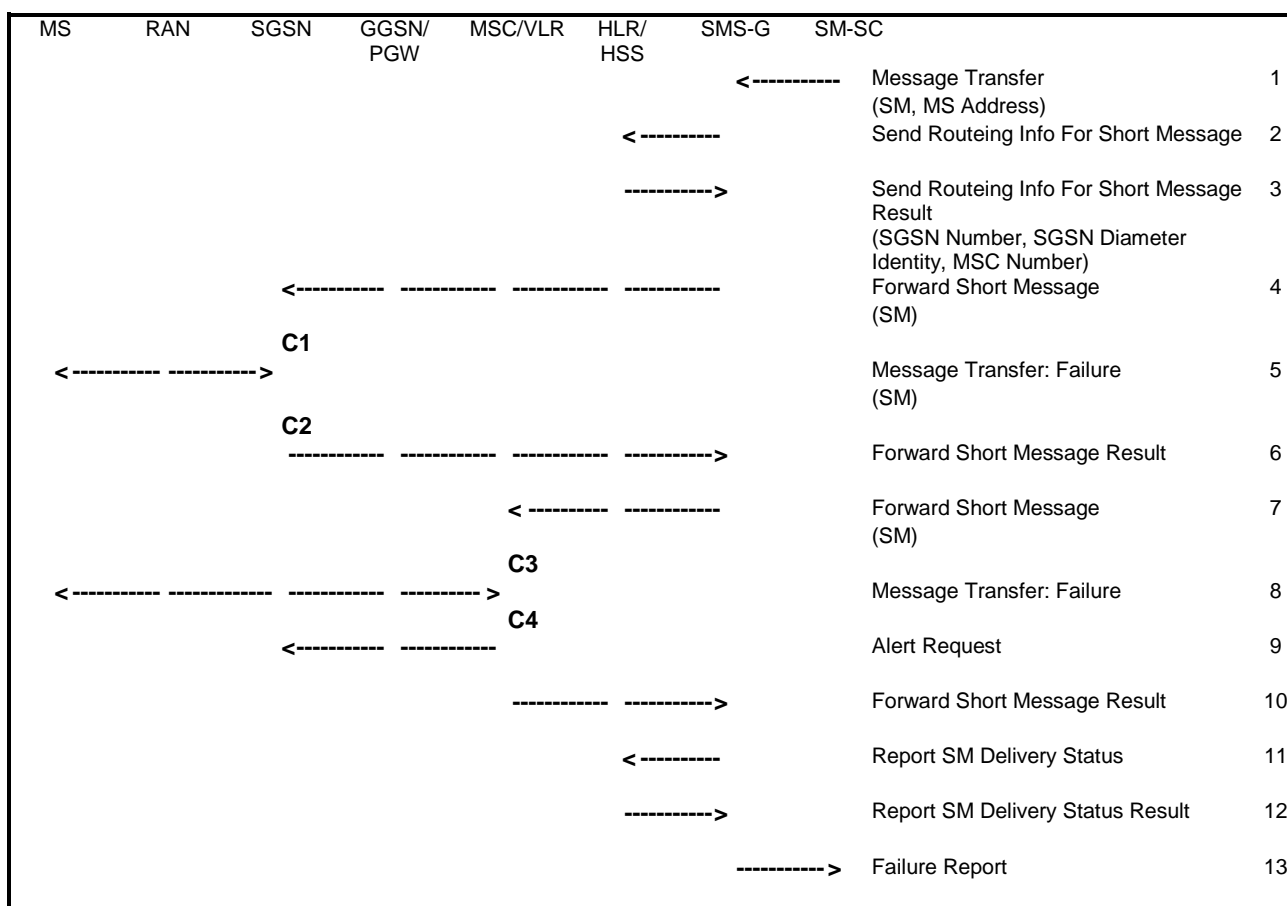 MS RAN SGSN GGSN/ MSC/VLR HLR/ SMS-G SM-SC
PGW HSS
Message Transfer 1
(SM, MS Address)
Send Routeing Info For Short Message 2
Send Routeing Info For Short Message 3
Result
(SGSN Number, SGSN Diameter
Identity, MSC Number)
Forward Short Message 4
(SM)
C1
Message Transfer: Failure 5
(SM)
C2
Forward Short Message Result 6
Forward Short Message 7
(SM)
C3
Message Transfer: Failure 8
C4
Alert Request 9
Forward Short Message Result 10
Report SM Delivery Status 11
Report SM Delivery Status Result 12
Failure Report 13